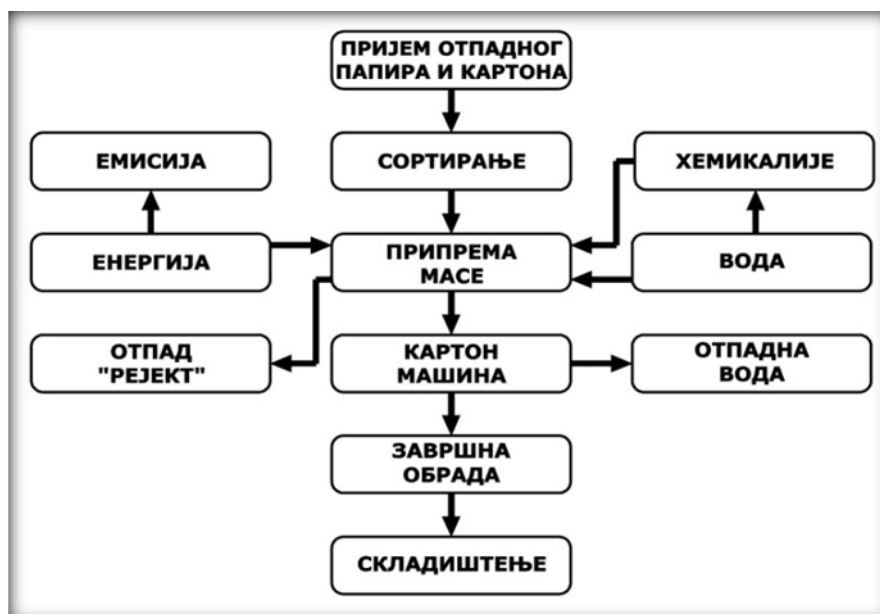 ПРИЈЕМ ОТПАДНОГ
ПАПИРА И КАРТОНА
ЕМИСИЈА
СОРТИРАЊЕ
ХЕМИКАЛИЈЕ
ЕНЕРГИЈА
ПРИПРЕМА
МАСЕ
ВОДА
ОТПАД
"РЕЈЕКТ"
КАРТОН
МАШИНА
ОТПАДНА
ВОДА
ЗАВРШНА
ОБРАДА
СКЛАДИШТЕЊЕ